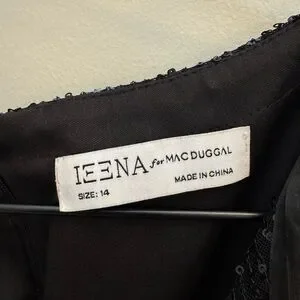 IEENA for MAC DUGGAL
SIZE: 14
MADE IN CHINA